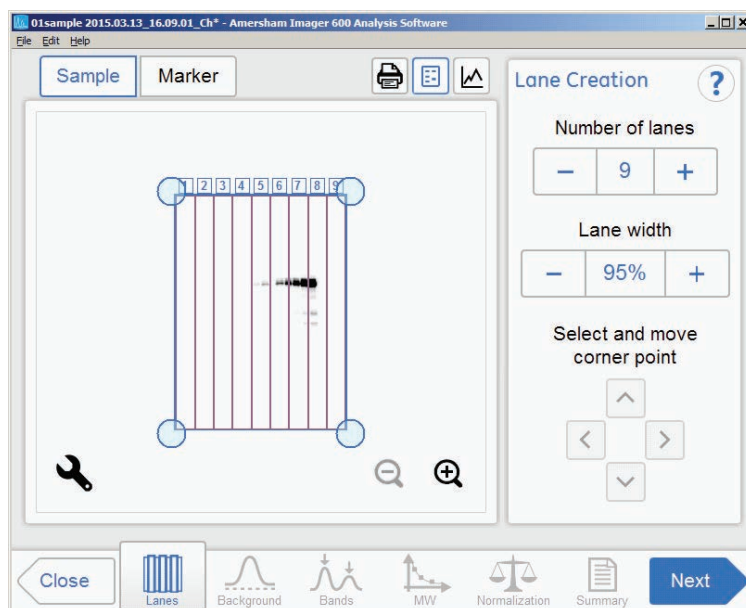 01sample 2015.03.13_16.09.01_Ch* - Amersham Imager 600 Analysis Software
File Edit Help
Sample
Marker
Lane Creation
?
Number of lanes
− 9 +
Lane width
− 95% +
Select and move
corner point
1 2 3 4 5 6 7 8 9
Close
Lanes
Background
Bands
MW
Normalization
Summary
Next